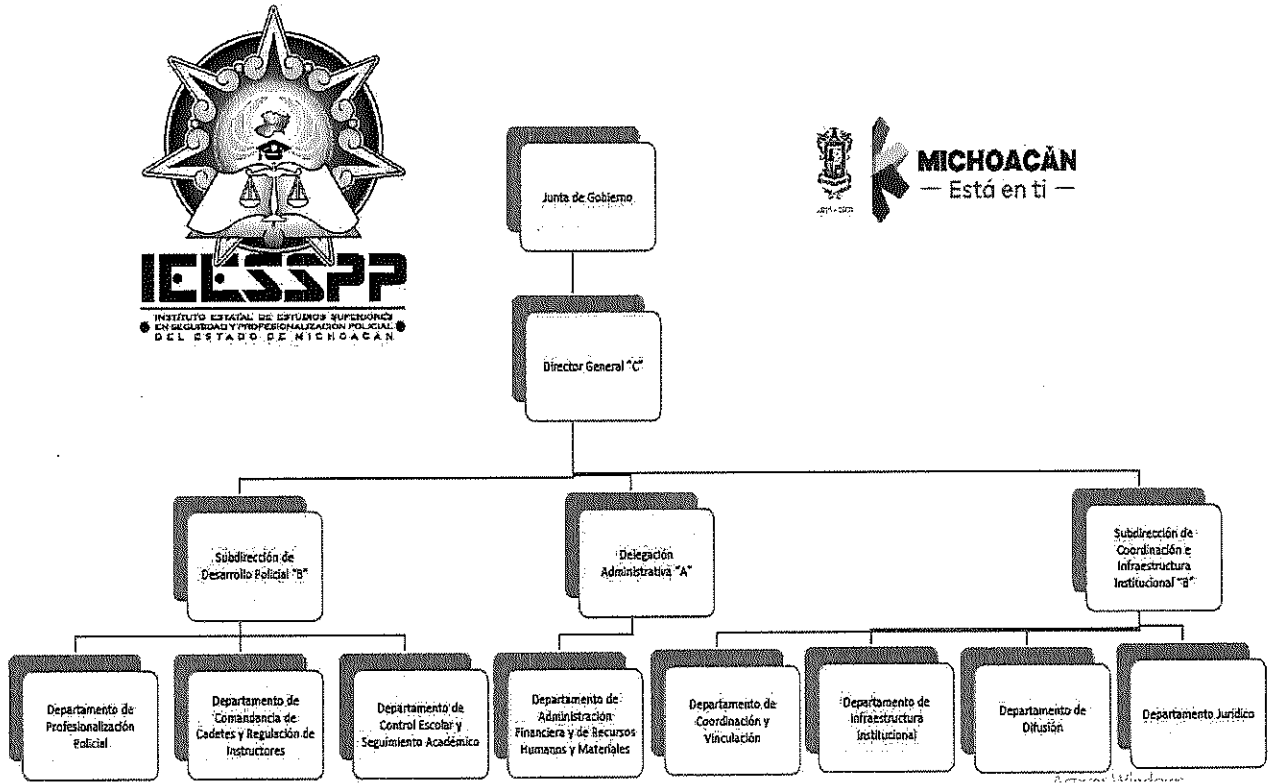 IEESSPP
INSTITUTO ESTATAL DE ESTUDIOS SUPERIORES
EN SEGURIDAD Y PROFESIONALIZACIÓN POLICIAL
DEL ESTADO DE MICHOACÁN
MICHOACÁN
— Está en ti —
Junta de Gobierno
Director General "C"
Subdirección de
Desarrollo Policial "B"
Delegación
Administrativa "A"
Subdirección de
Coordinación e
Infraestructura
Institucional "B"
Departamento de
Profesionalización
Policial
Departamento de
Comandancia de
Cadetes y Regulación de
Instructores
Departamento de
Control Escolar y
Seguimiento Académico
Departamento de
Administración
Financiera y de Recursos
Humanos y Materiales
Departamento de
Coordinación y
Vinculación
Departamento de
Infraestructura
Institucional
Departamento de
Difusión
Departamento Jurídico
Activar Windows